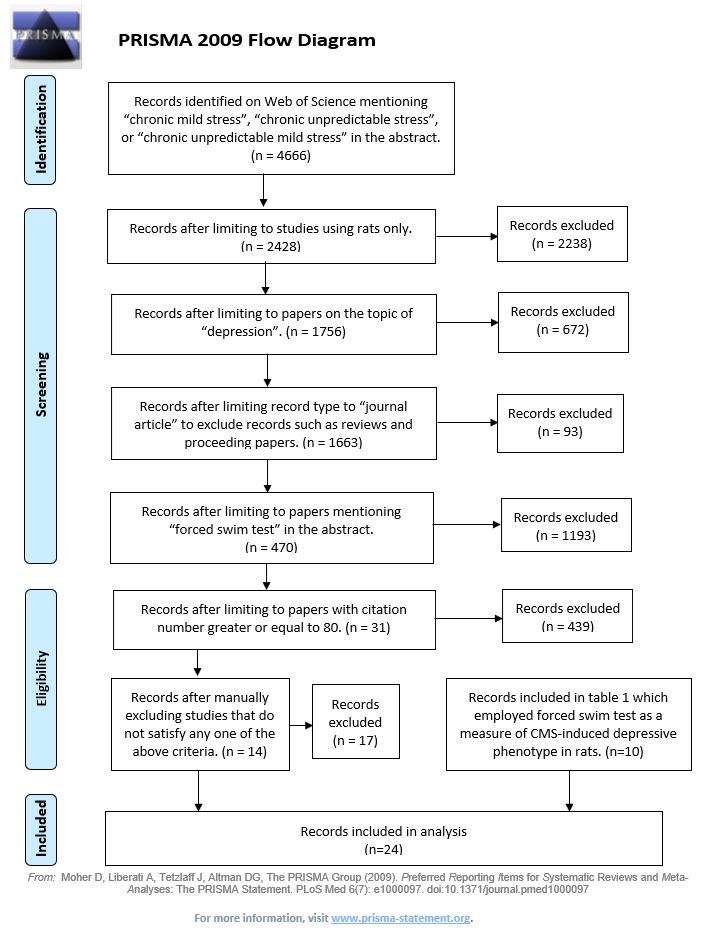 PRISMA
PRISMA 2009 Flow Diagram
Identification
Records identified on Web of Science mentioning
“chronic mild stress”, “chronic unpredictable stress”,
or “chronic unpredictable mild stress” in the abstract.
(n = 4666)
Screening
Records after limiting to studies using rats only.
(n = 2428)
Records excluded
(n = 2238)
Records after limiting to papers on the topic of
“depression”. (n = 1756)
Records excluded
(n = 672)
Records after limiting record type to “journal
article” to exclude records such as reviews and
proceeding papers. (n = 1663)
Records excluded
(n = 93)
Records after limiting to papers mentioning
“forced swim test” in the abstract.
(n = 470)
Records excluded
(n = 1193)
Eligibility
Records after limiting to papers with citation
number greater or equal to 80. (n = 31)
Records excluded
(n = 439)
Records after manually
excluding studies that do
not satisfy any one of the
above criteria. (n = 14)
Records
excluded
(n = 17)
Records included in table 1 which
employed forced swim test as a
measure of CMS-induced depressive
phenotype in rats. (n=10)
Included
Records included in analysis
(n=24)
From: Moher D, Liberati A, Tetzlaff J, Altman DG, The PRISMA Group (2009). Preferred Reporting Items for Systematic Reviews and Meta-
Analyses: The PRISMA Statement. PLoS Med 6(7): e1000097. doi:10.1371/journal.pmed1000097
For more information, visit www.prisma-statement.org.